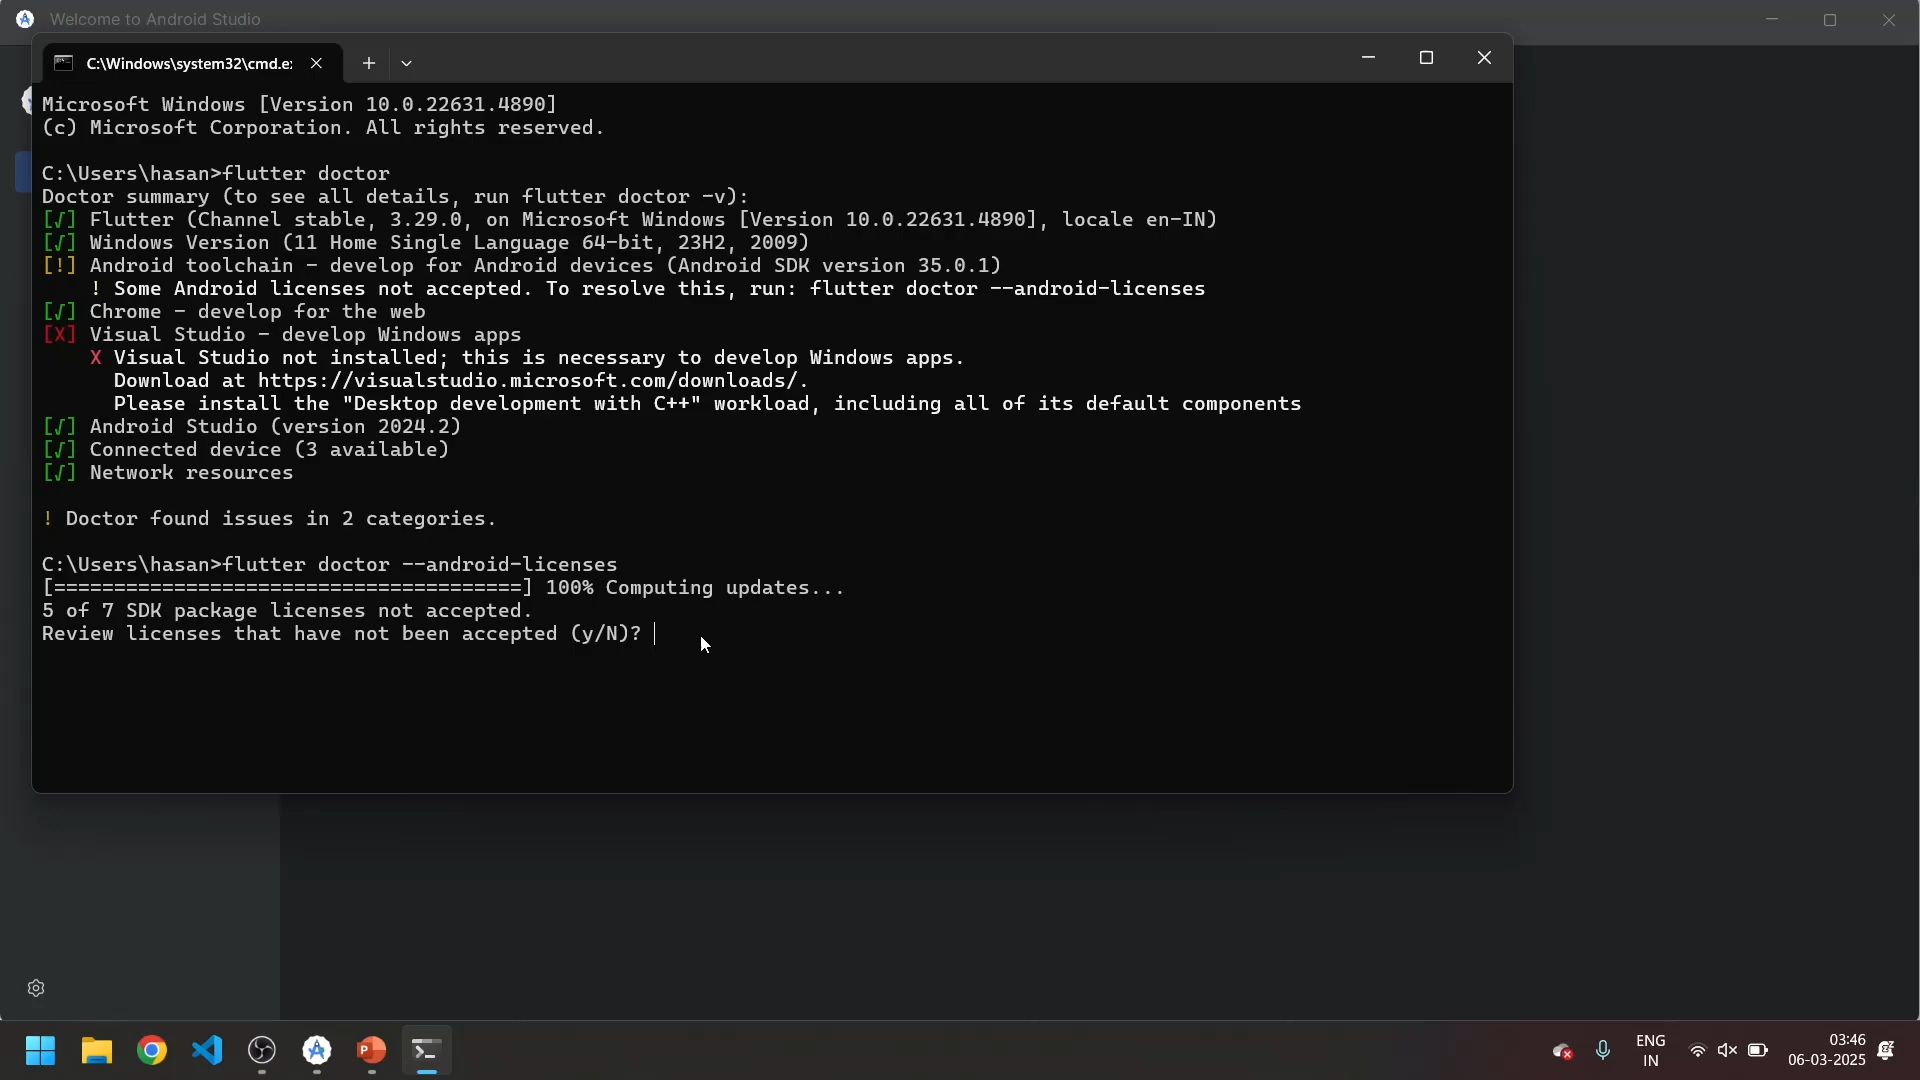 Welcome to Android Studio
C:\Windows\system32\cmd.e
Microsoft Windows [Version 10.0.22631.4890]
(c) Microsoft Corporation. All rights reserved.
C:\Users\hasan>flutter doctor
Doctor summary (to see all details, run flutter doctor -v):
[√] Flutter (Channel stable, 3.29.0, on Microsoft Windows [Version 10.0.22631.4890], locale en-IN)
[√] Windows Version (11 Home Single Language 64-bit, 23H2, 2009)
[!] Android toolchain - develop for Android devices (Android SDK version 35.0.1)
! Some Android licenses not accepted. To resolve this, run: flutter doctor --android-licenses
[√] Chrome - develop for the web
[X] Visual Studio - develop Windows apps
X Visual Studio not installed; this is necessary to develop Windows apps.
Download at https://visualstudio.microsoft.com/downloads/.
Please install the "Desktop development with C++" workload, including all of its default components
[√] Android Studio (version 2024.2)
[√] Connected device (3 available)
[√] Network resources
! Doctor found issues in 2 categories.
C:\Users\hasan>flutter doctor --android-licenses
[=======================================] 100% Computing updates...
5 of 7 SDK package licenses not accepted.
Review licenses that have not been accepted (y/N)?
ENG
IN
03:46
06-03-2025